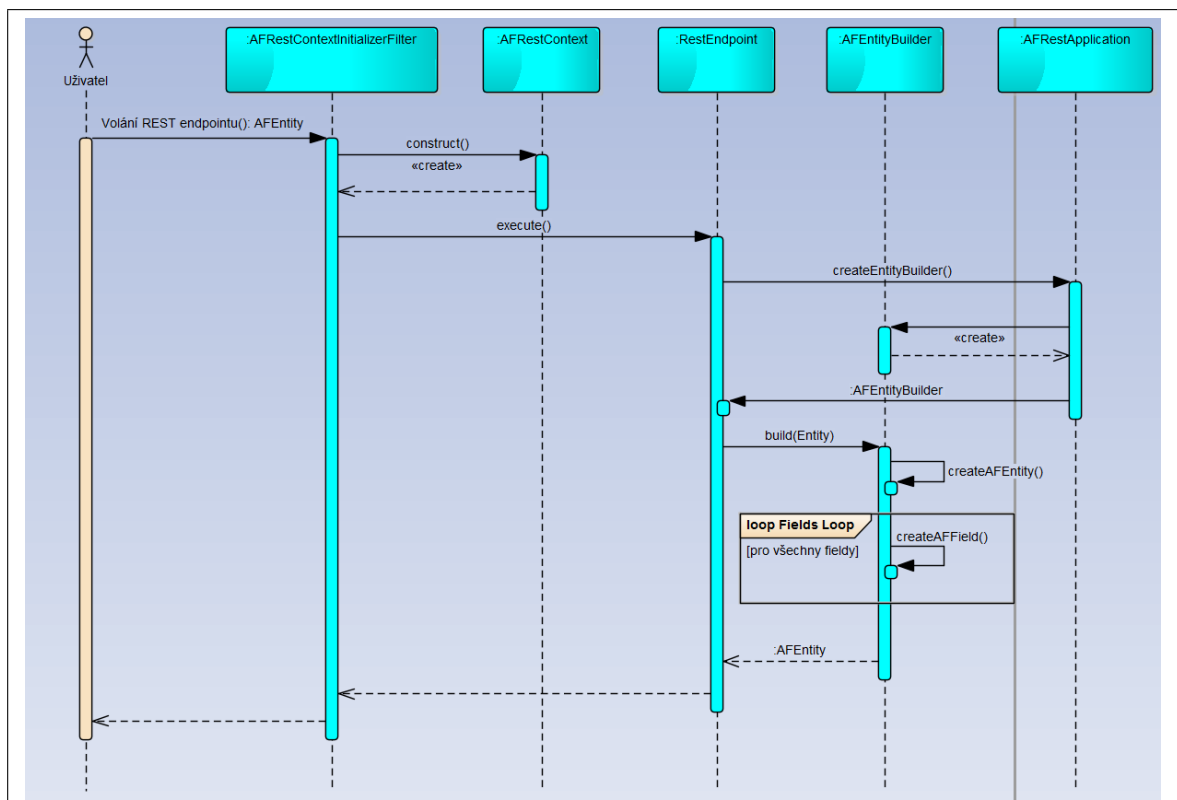 :AFRestContextInitializerFilter
:AFRestContext
:RestEndpoint
:AFEntityBuilder
:AFRestApplication
Uživatel
Volání REST endpointu(): AFEntity
construct()
«create»
execute()
createEntityBuilder()
«create»
:AFEntityBuilder
build(Entity)
createAFEntity()
loop Fields Loop
createAFField()
[pro všechny fieldy]
:AFEntity